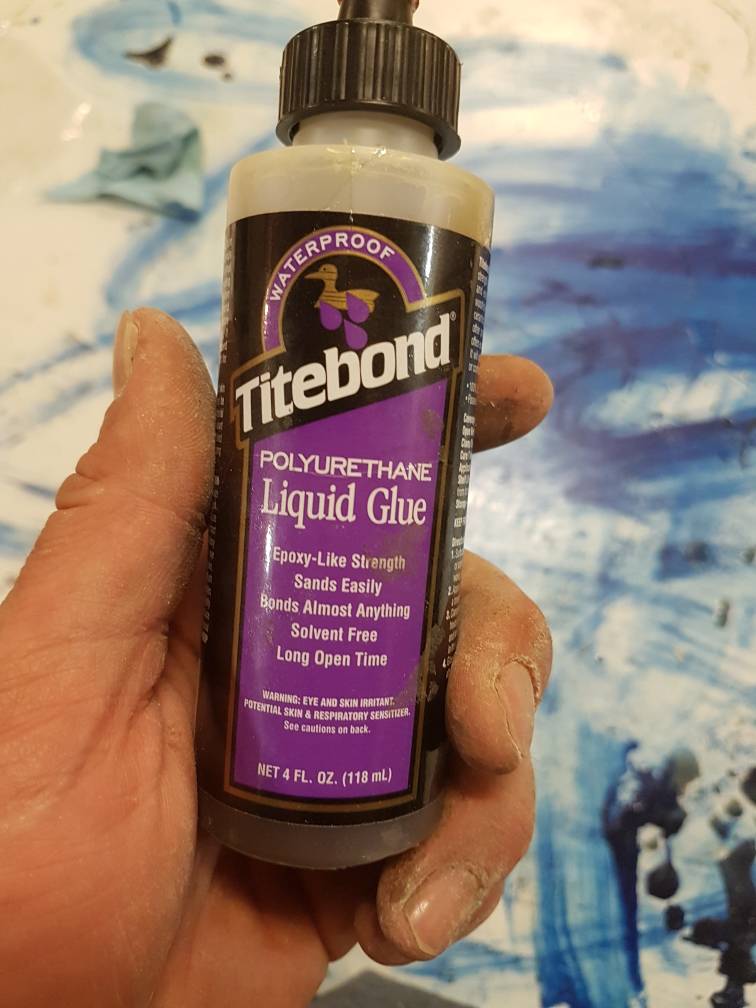 WATERPROOF
Titebond®
POLYURETHANE
Liquid Glue
Epoxy-Like Strength
Sands Easily
Bonds Almost Anything
Solvent Free
Long Open Time
WARNING: EYE AND SKIN IRRITANT.
POTENTIAL SKIN & RESPIRATORY SENSITIZER.
See cautions on back.
NET 4 FL. OZ. (118 mL)